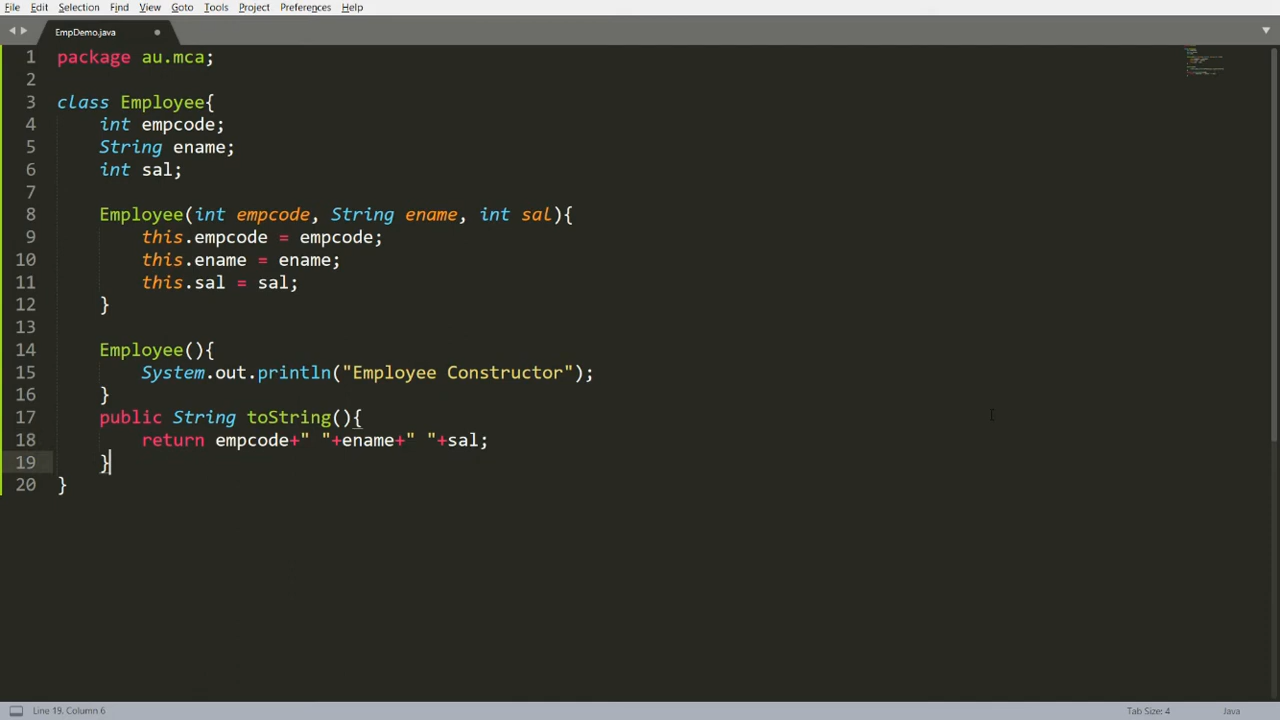 File Edit Selection Find View Goto Tools Project Preferences Help
EmpDemo.java
1 package au.mca;
2
3 class Employee{
4 int empcode;
5 String ename;
6 int sal;
7
8 Employee(int empcode, String ename, int sal){
9 this.empcode = empcode;
10 this.ename = ename;
11 this.sal = sal;
12 }
13
14 Employee(){
15 System.out.println("Employee Constructor");
16 }
17 public String toString(){
18 return empcode+" "+ename+" "+sal;
19 }
20 }
Line 19, Column 6 Tab Size: 4 Java